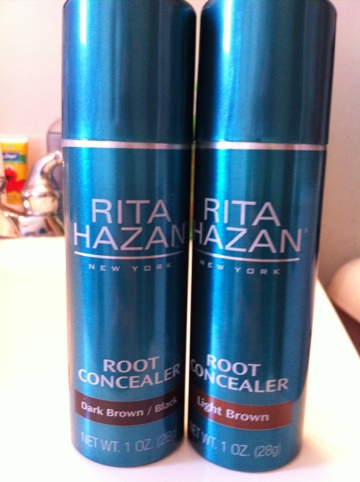 RITA
HAZAN
NEW YORK
ROOT
CONCEALER
Dark Brown / Black
NET WT. 1 OZ. (28g)
RITA
HAZAN
NEW YORK
ROOT
CONCEALER
Light Brown
NET WT. 1 OZ. (28g)